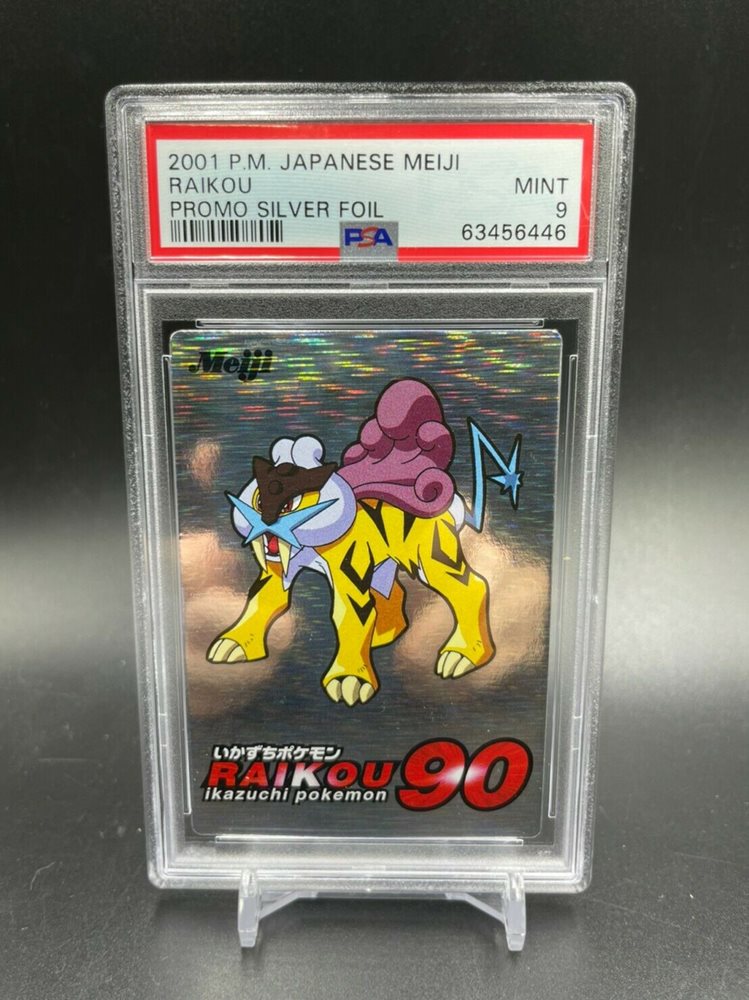 2001 P.M. JAPANESE MEIJI
RAIKOU MINT
PROMO SILVER FOIL 9
PSA 63456446
Meiji
いかずちポケモン
RAIKOU 90
ikazuchi pokemon